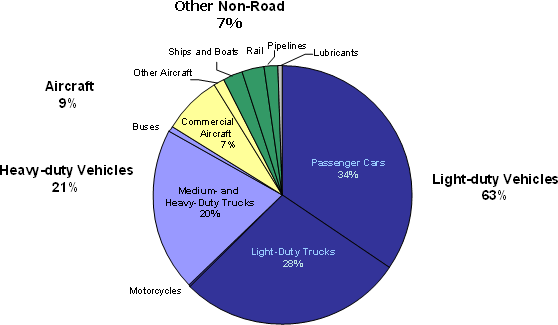 Other Non-Road
7%
Ships and Boats
Rail
Pipelines
Lubricants
Other Aircraft
Aircraft
9%
Buses
Commercial
Aircraft
7%
Passenger Cars
34%
Heavy-duty Vehicles
21%
Light-duty Vehicles
63%
Medium- and
Heavy-Duty Trucks
20%
Light-Duty Trucks
28%
Motorcycles